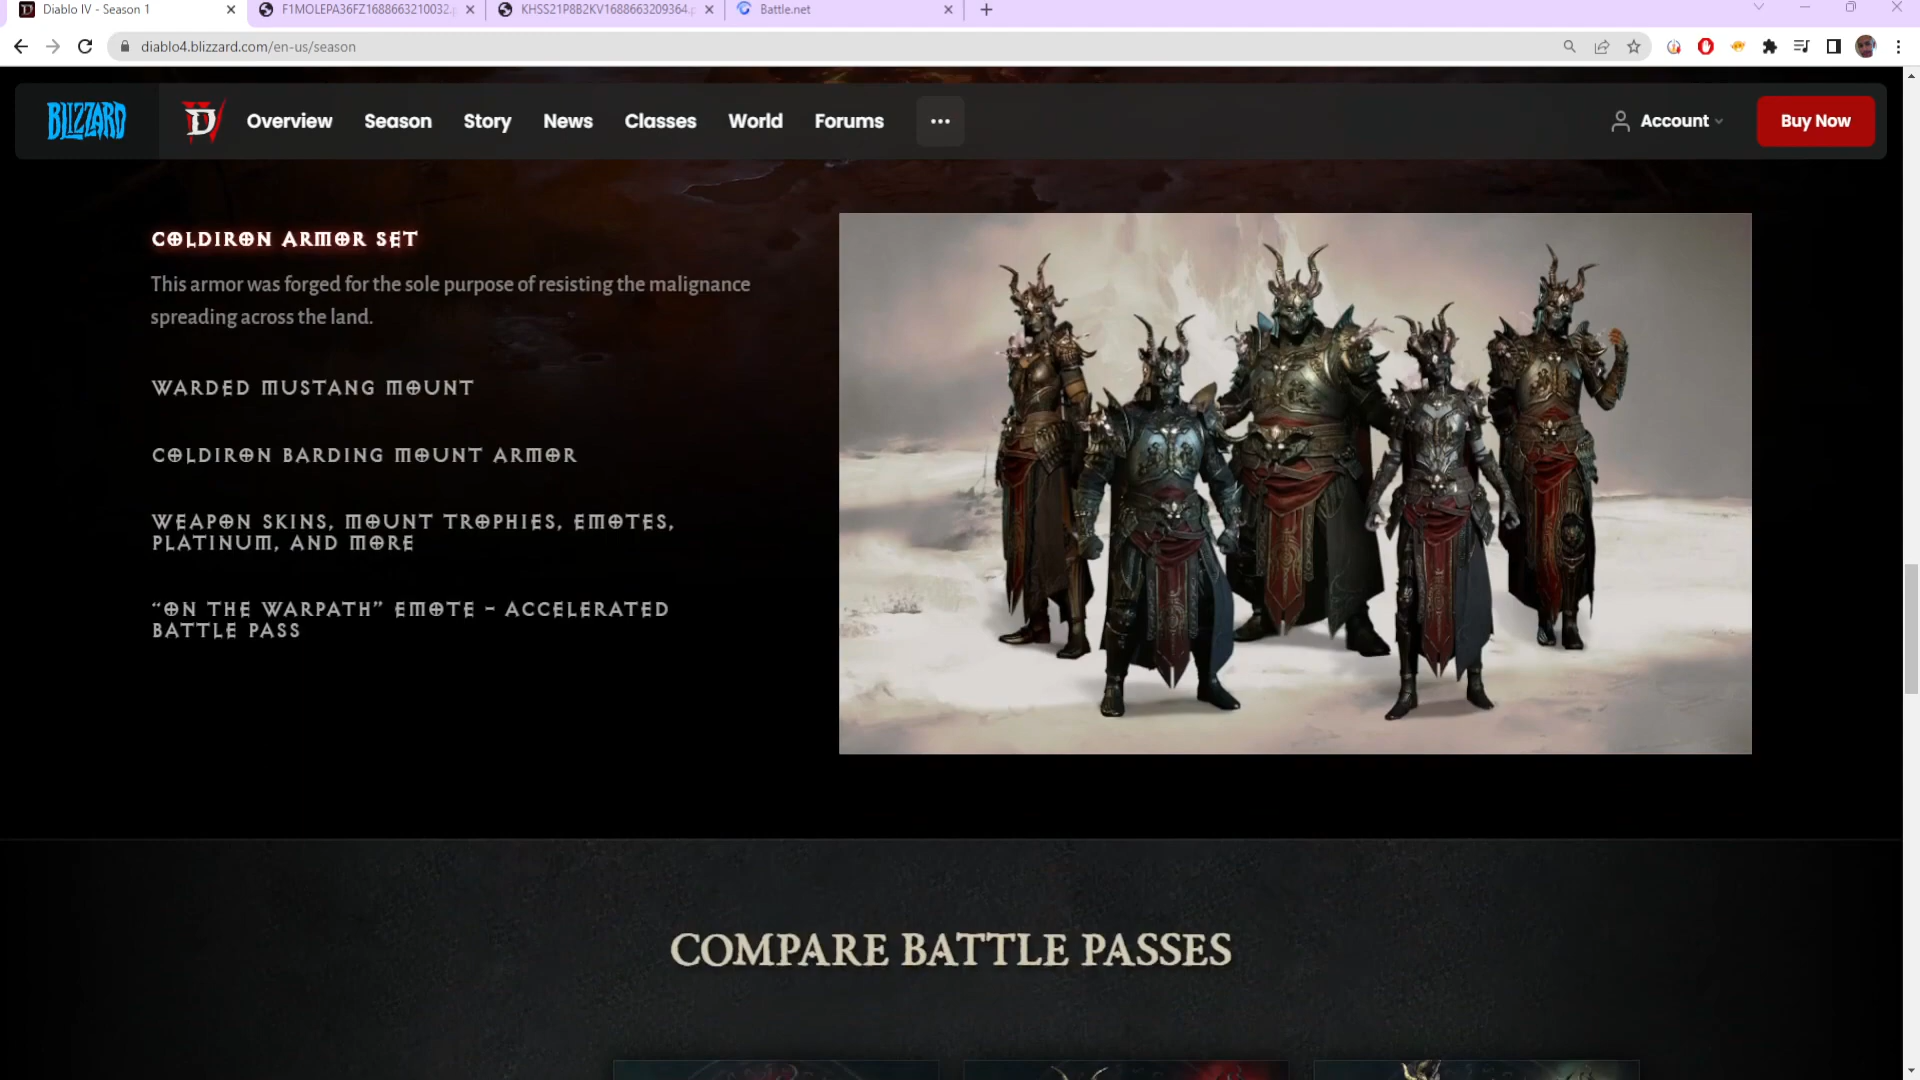 Diablo IV - Season 1
F1MOLEPA36FZ1688663210032.
KHSS21P8B2KV1688663209364.p
Battle.net
diablo4.blizzard.com/en-us/season
BLIZZARD
Overview
Season
Story
News
Classes
World
Forums
Account
Buy Now
COLDIRON ARMOR SET
This armor was forged for the sole purpose of resisting the malignance
spreading across the land.
WARDED MUSTANG MOUNT
COLDIRON BARDING MOUNT ARMOR
WEAPON SKINS, MOUNT TROPHIES, EMOTES,
PLATINUM, AND MORE
“ON THE WARPATH” EMOTE – ACCELERATED
BATTLE PASS
COMPARE BATTLE PASSES